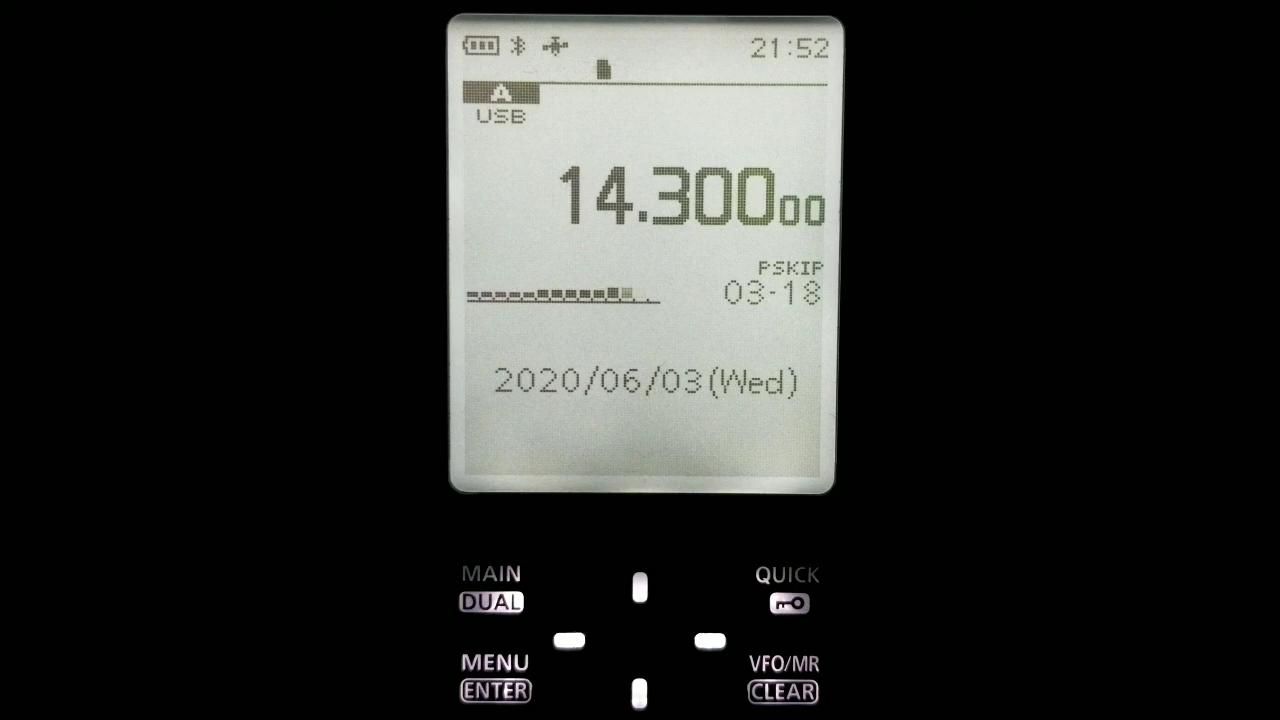 21:52
A
USB
14.30000
PSKIP
03-18
2020/06/03(Wed)
MAIN QUICK
DUAL
MENU VFO/MR
ENTER CLEAR